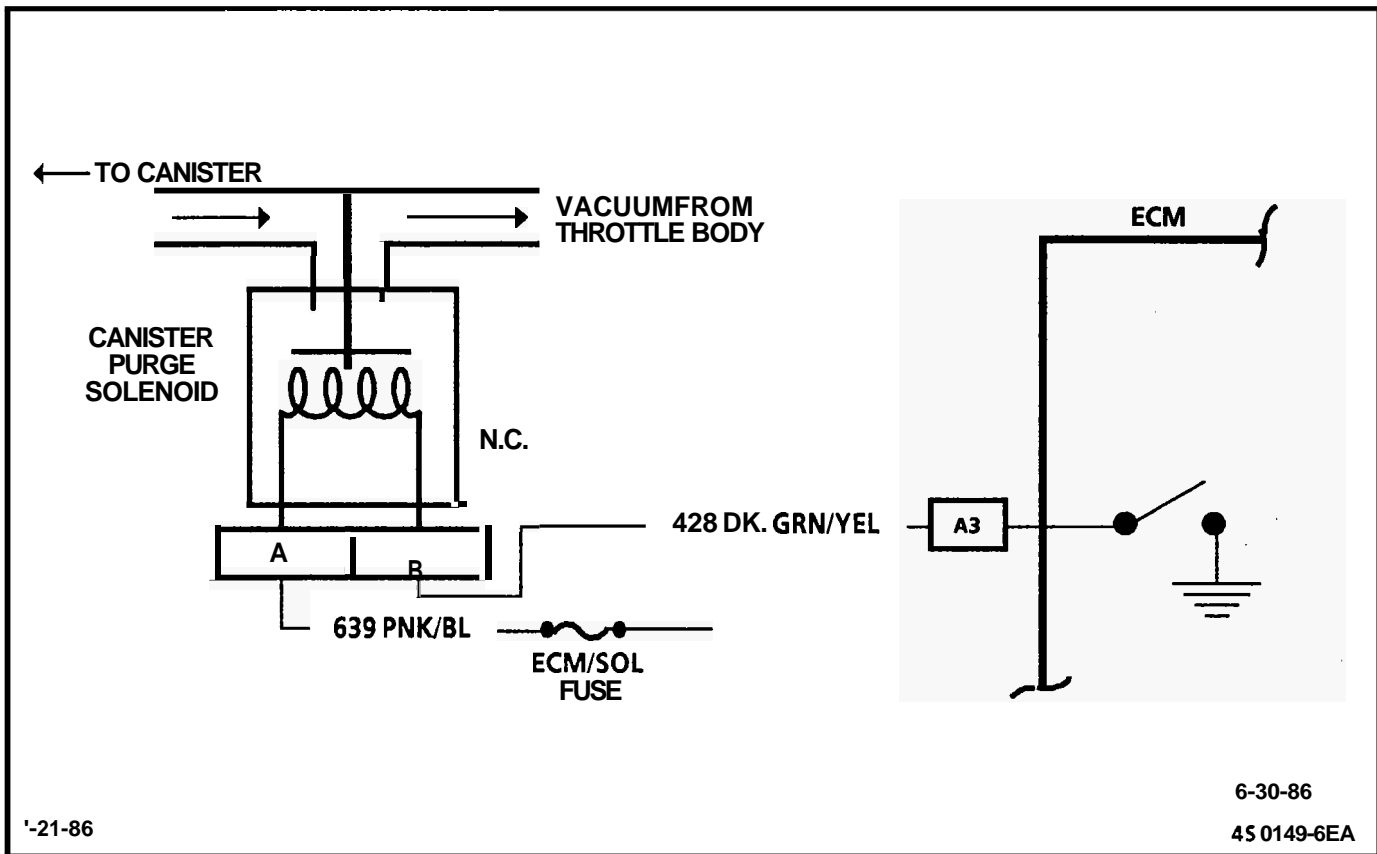 TO CANISTER
VACUUMFROM
THROTTLE BODY
ECM
CANISTER
PURGE
SOLENOID
N.C.
428 DK. GRN/YEL
A3
A
B
639 PNK/BL
ECM/SOL
FUSE
6-30-86
'-21-86
4S 0149-6EA